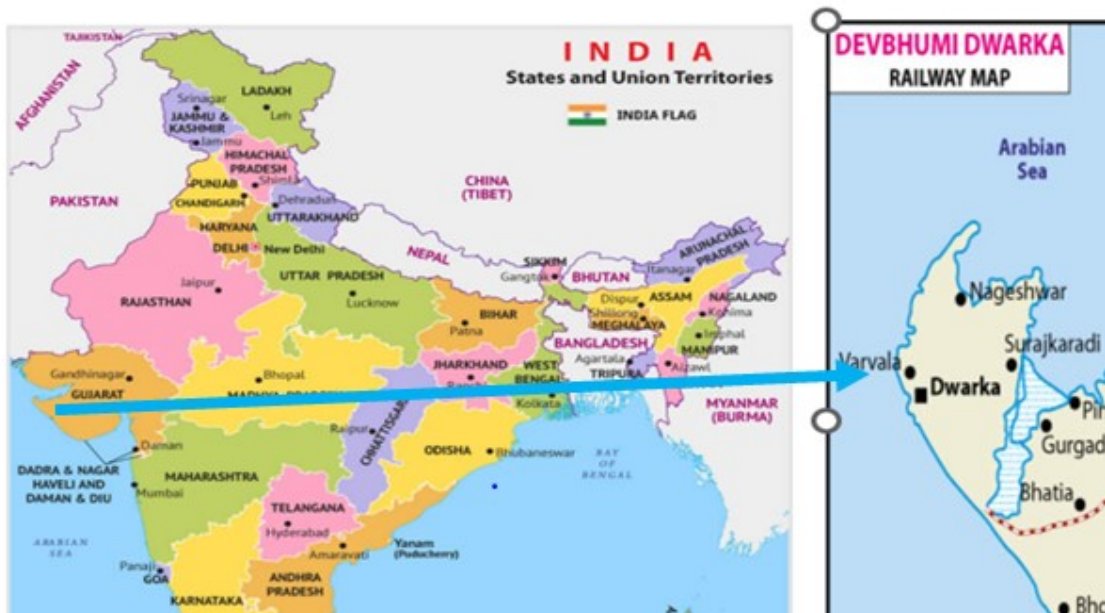 INDIA
States and Union Territories
INDIA FLAG
TAJIKISTAN
AFGHANISTAN
PAKISTAN
CHINA
(TIBET)
NEPAL
BHUTAN
BANGLADESH
MYANMAR
(BURMA)
LADAKH
Leh
Srinagar
JAMMU &
KASHMIR
Jammu
HIMACHAL
PRADESH
Shimla
PUNJAB
CHANDIGARH
Dehradun
UTTARAKHAND
HARYANA
DELHI
New Delhi
RAJASTHAN
Jaipur
UTTAR PRADESH
Lucknow
BIHAR
Patna
SIKKIM
Gangtok
ARUNACHAL
PRADESH
Itanagar
ASSAM
Dispur
Shillong
MEGHALAYA
NAGALAND
Kohima
Imphal
MANIPUR
Agartala
TRIPURA
Aizawl
JHARKHAND
WEST
BENGAL
Kolkata
Gandhinagar
GUJARAT
Bhopal
Raipur
CHHATTISGARH
ODISHA
Bhubaneswar
Daman
DADRA & NAGAR
HAVELI AND
DAMAN & DIU
MAHARASHTRA
Mumbai
TELANGANA
Hyderabad
Amaravati
Yanam
(Puducherry)
ANDHRA
PRADESH
Panaji
GOA
KARNATAKA
ARABIAN
SEA
BAY
OF
BENGAL
DEVBHUMI DWARKA
RAILWAY MAP
Arabian
Sea
Nageshwar
Surajkaradi
Varvala
Dwarka
Gurgad
Bhatia